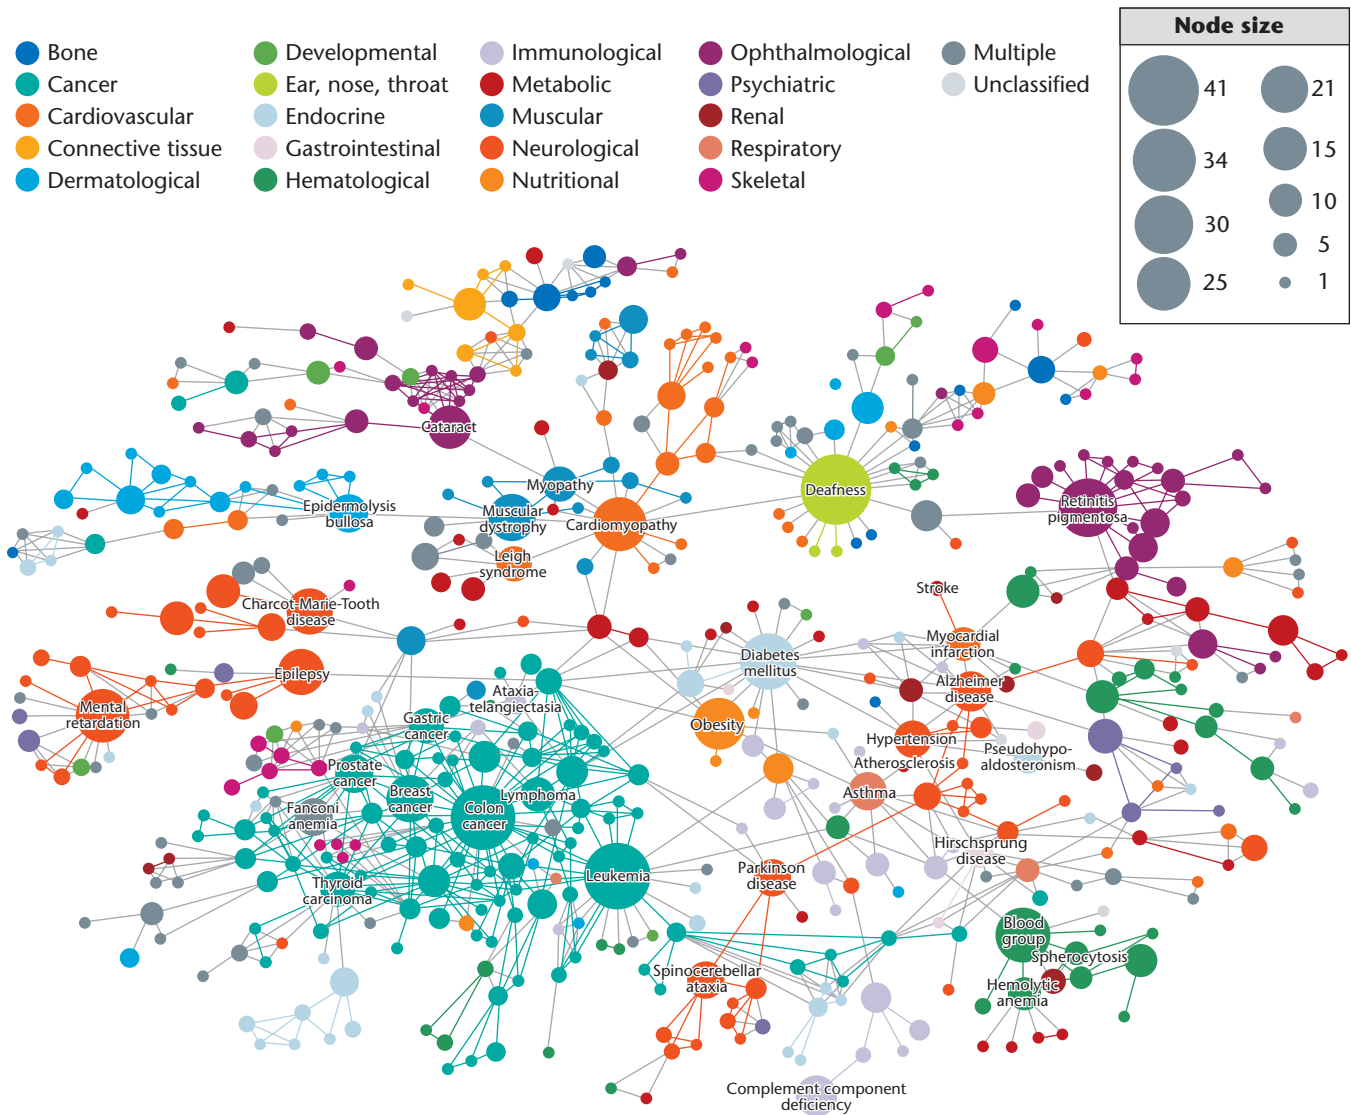 Bone
Cancer
Cardiovascular
Connective tissue
Dermatological
Developmental
Ear, nose, throat
Endocrine
Gastrointestinal
Hematological
Immunological
Metabolic
Muscular
Neurological
Nutritional
Ophthalmological
Psychiatric
Renal
Respiratory
Skeletal
Multiple
Unclassified
Node size
41
34
30
25
21
15
10
5
1
Cataract
Myopathy
Epidermolysis
bullosa
Muscular
dystrophy
Cardiomyopathy
Leigh
syndrome
Deafness
Retinitis
pigmentosa
Charcot-Marie-Tooth
disease
Stroke
Myocardial
infarction
Diabetes
mellitus
Epilepsy
Alzheimer
disease
Mental
retardation
Ataxia-
telangiectasia
Gastric
cancer
Obesity
Hypertension
Pseudohypo-
aldosteronism
Atherosclerosis
Prostate
cancer
Breast
cancer
Lymphoma
Asthma
Colon
cancer
Fanconi
anemia
Hirschsprung
disease
Parkinson
disease
Leukemia
Thyroid
carcinoma
Blood
group
Spherocytosis
Spinocerebellar
ataxia
Hemolytic
anemia
Complement component
deficiency